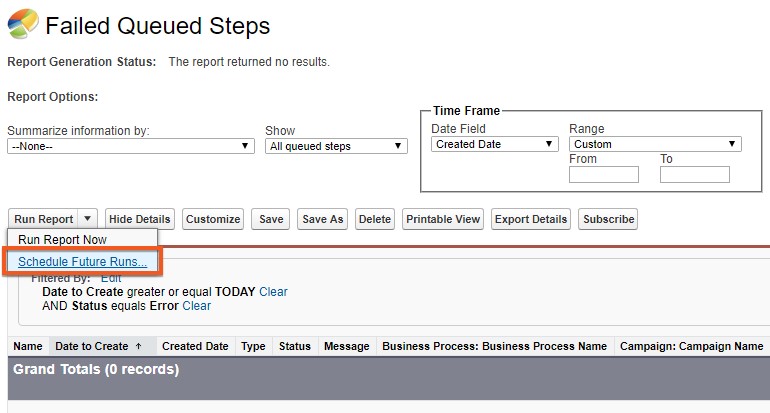 Failed Queued Steps
Report Generation Status: The report returned no results.
Report Options:
Time Frame
Summarize information by: Show Date Field Range
--None-- All queued steps Created Date Custom
From To
Run Report Hide Details Customize Save Save As Delete Printable View Export Details Subscribe
Run Report Now
Schedule Future Runs...
Filtered By: Edit
Date to Create greater or equal TODAY Clear
AND Status equals Error Clear
Name Date to Create ↑ Created Date Type Status Message Business Process: Business Process Name Campaign: Campaign Name
Grand Totals (0 records)